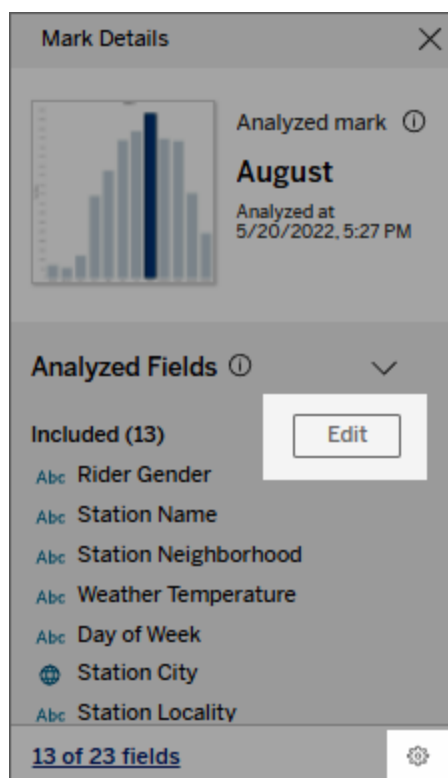 Mark Details
Analyzed mark
August
Analyzed at
5/20/2022, 5:27 PM
Analyzed Fields
Included (13)
Edit
Abc Rider Gender
Abc Station Name
Abc Station Neighborhood
Abc Weather Temperature
Abc Day of Week
Station City
Abc Station Locality
13 of 23 fields